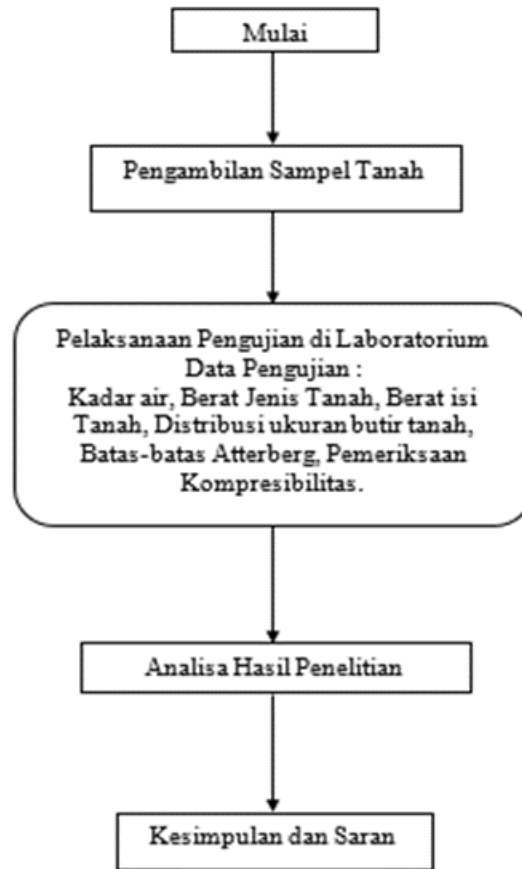 Mulai
Pengambilan Sampel Tanah
Pelaksanaan Pengujian di Laboratorium
Data Pengujian :
Kadar air, Berat Jenis Tanah, Berat isi
Tanah, Distribusi ukuran butir tanah,
Batas-batas Atterberg, Pemeriksaan
Kompresibilitas.
Analisa Hasil Penelitian
Kesimpulan dan Saran